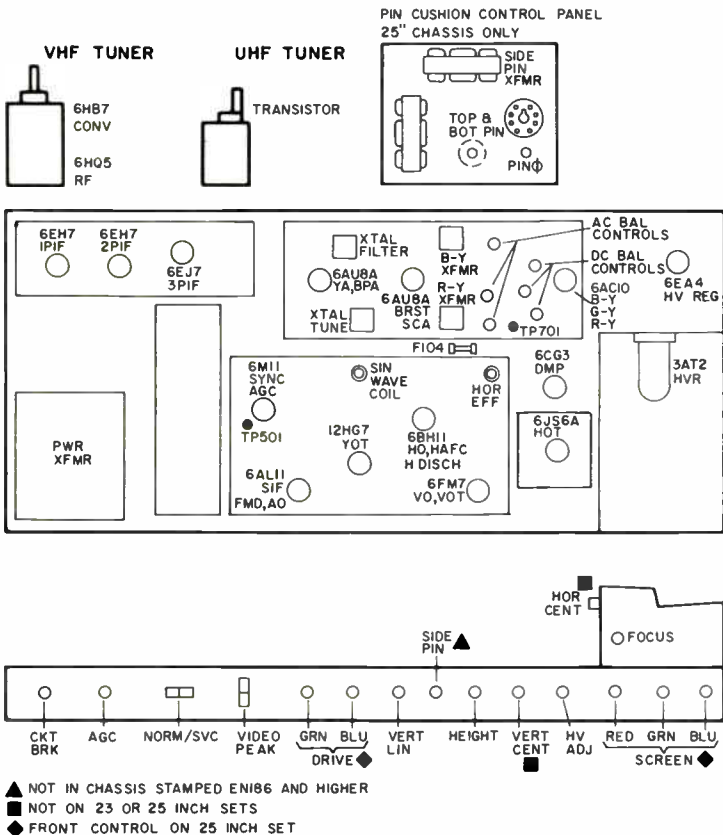 PIN CUSHION CONTROL PANEL
25" CHASSIS ONLY
VHF TUNER
UHF TUNER
6HB7
CONV
6HQ5
RF
TRANSISTOR
SIDE
PIN
XFMR
TOP &
BOT PIN
PINϕ
6EH7
1PIF
6EH7
2PIF
6EJ7
3PIF
XTAL
FILTER
6AU8A
YA,BPA
XTAL
TUNE
B-Y
XFMR
R-Y
XFMR
6AU8A
BRST
SCA
AC BAL
CONTROLS
DC BAL
CONTROLS
6AC10
B-Y
G-Y
R-Y
TP701
6EA4
HV REG
F104
PWR
XFMR
6M11
SYNC
AGC
TP501
SIN
WAVE
COIL
HOR
EFF
12HG7
YOT
6BH11
HO,HAFC
H DISCH
6AL11
SIF
FMD,AO
6FM7
VO,VOT
6CG3
DMP
6JS6A
HOT
3AT2
HVR
HOR
CENT ■
FOCUS
SIDE
PIN ▲
CKT
BRK
AGC
NORM/SVC
VIDEO
PEAK
GRN BLU
DRIVE ◆
VERT
LIN
HEIGHT
VERT
CENT
■
HV
ADJ
RED GRN BLU
SCREEN ◆
▲ NOT IN CHASSIS STAMPED EN186 AND HIGHER
■ NOT ON 23 OR 25 INCH SETS
◆ FRONT CONTROL ON 25 INCH SET